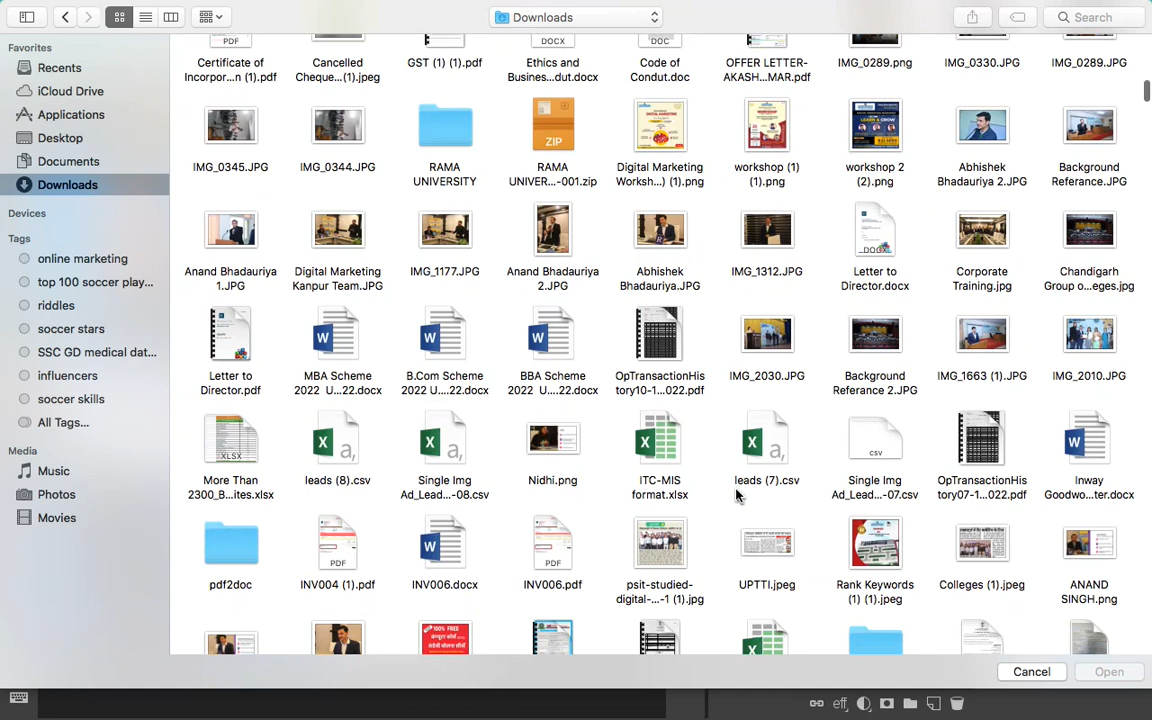 Downloads
Search
Favorites
Recents
iCloud Drive
Applications
Desktop
Documents
Downloads
Devices
Tags
online marketing
top 100 soccer play...
riddles
soccer stars
SSC GD medical dat...
influencers
soccer skills
All Tags...
Media
Music
Photos
Movies
PDF
DOCX
DOC
Certificate of
Incorpor...n (1).pdf
Cancelled
Cheque...(1).jpeg
GST (1) (1).pdf
Ethics and
Busines...dut.docx
Code of
Condut.doc
OFFER LETTER-
AKASH...MAR.pdf
IMG_0289.png
IMG_0330.JPG
IMG_0289.JPG
ZIP
IMG_0345.JPG
IMG_0344.JPG
RAMA
UNIVERSITY
RAMA
UNIVER...-001.zip
Digital Marketing
Worksh...) (1).png
workshop (1)
(1).png
workshop 2
(2).png
Abhishek
Bhadauriya 2.JPG
Background
Referance.JPG
DOCX
Anand Bhadauriya
1.JPG
Digital Marketing
Kanpur Team.JPG
IMG_1177.JPG
Anand Bhadauriya
2.JPG
Abhishek
Bhadauriya.JPG
IMG_1312.JPG
Letter to
Director.docx
Corporate
Training.jpg
Chandigarh
Group o...eges.jpg
Letter to
Director.pdf
MBA Scheme
2022 U....22.docx
B.Com Scheme
2022 U...22.docx
BBA Scheme
2022 U...22.docx
OpTransactionHis
tory10-1...022.pdf
IMG_2030.JPG
Background
Referance 2.JPG
IMG_1663 (1).JPG
IMG_2010.JPG
XLSX
CSV
More Than
2300_B...ites.xlsx
leads (8).csv
Single Img
Ad_Lead...-08.csv
Nidhi.png
ITC-MIS
format.xlsx
leads (7).csv
Single Img
Ad_Lead...-07.csv
OpTransactionHis
tory07-1...022.pdf
Inway
Goodwo...ter.docx
PDF
PDF
pdf2doc
INV004 (1).pdf
INV006.docx
INV006.pdf
psit-studied-
digital-...-1 (1).jpg
UPTTI.jpeg
Rank Keywords
(1) (1).jpeg
Colleges (1).jpeg
ANAND
SINGH.png
100% FREE
Cancel
Open